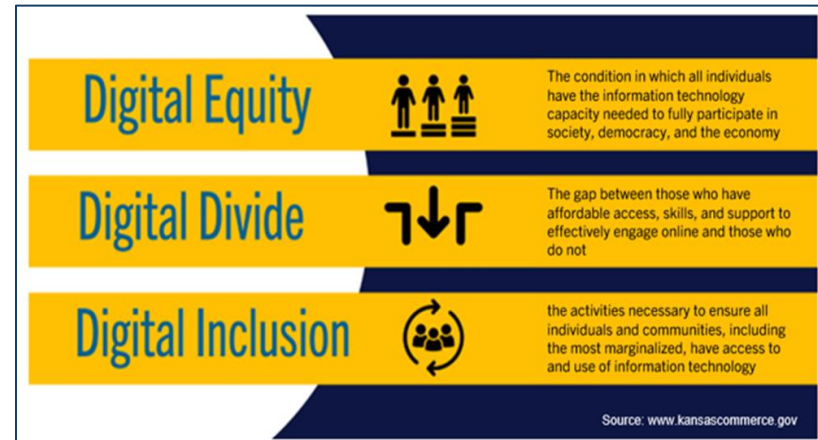 Digital Equity
The condition in which all individuals
have the information technology
capacity needed to fully participate in
society, democracy, and the economy
Digital Divide
The gap between those who have
affordable access, skills, and support to
effectively engage online and those who
do not
Digital Inclusion
the activities necessary to ensure all
individuals and communities, including
the most marginalized, have access to
and use of information technology
Source: www.kansascommerce.gov